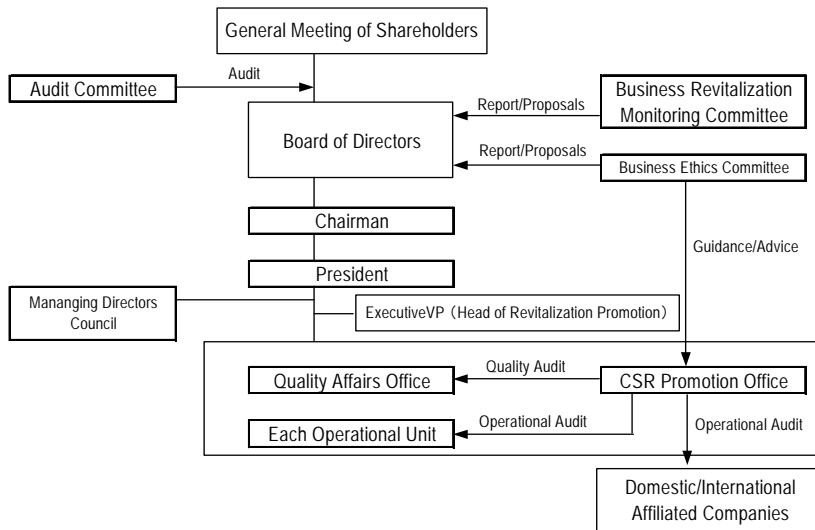 General Meeting of Shareholders
Audit
Audit Committee
Business Revitalization
Monitoring Committee
Report/Proposals
Board of Directors
Report/Proposals
Business Ethics Committee
Chairman
Guidance/Advice
President
Mananging Directors
Council
ExecutiveVP（Head of Revitalization Promotion）
Quality Affairs Office
Quality Audit
CSR Promotion Office
Each Operational Unit
Operational Audit
Operational Audit
Domestic/International
Affiliated Companies